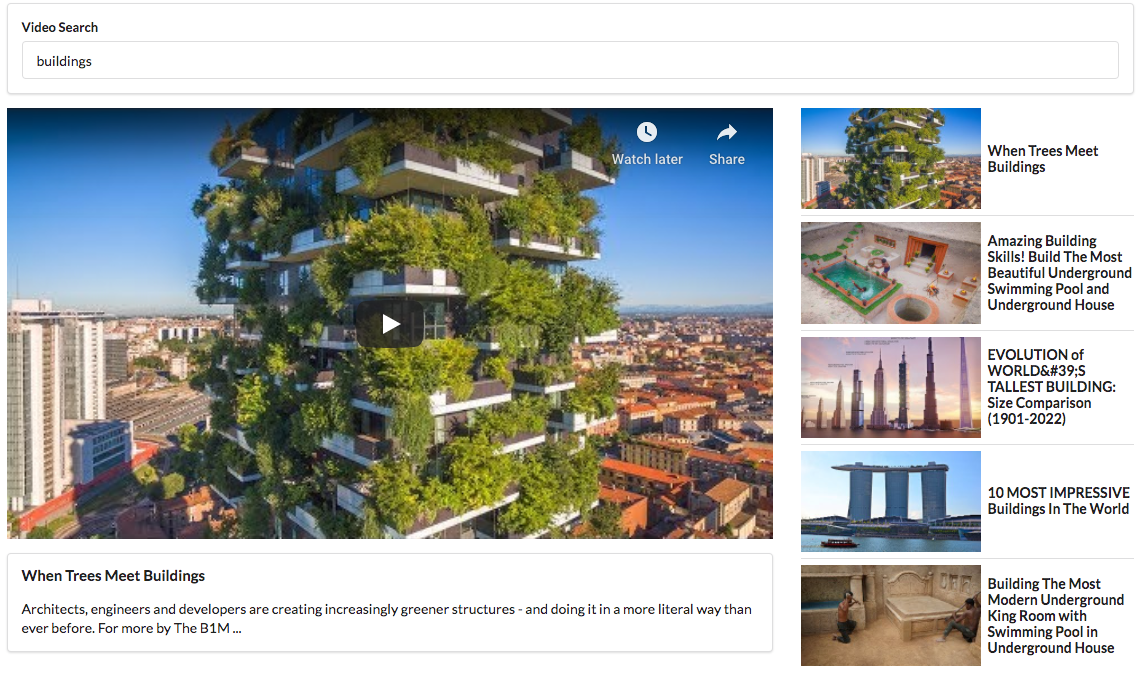 Video Search
buildings
Watch later
Share
When Trees Meet Buildings
Architects, engineers and developers are creating increasingly greener structures - and doing it in a more literal way than
ever before. For more by The B1M ...
When Trees Meet
Buildings
Amazing Building
Skills! Build The Most
Beautiful Underground
Swimming Pool and
Underground House
EVOLUTION of
WORLD&#39;S
TALLEST BUILDING:
Size Comparison
(1901-2022)
10 MOST IMPRESSIVE
Buildings In The World
Building The Most
Modern Underground
King Room with
Swimming Pool in
Underground House